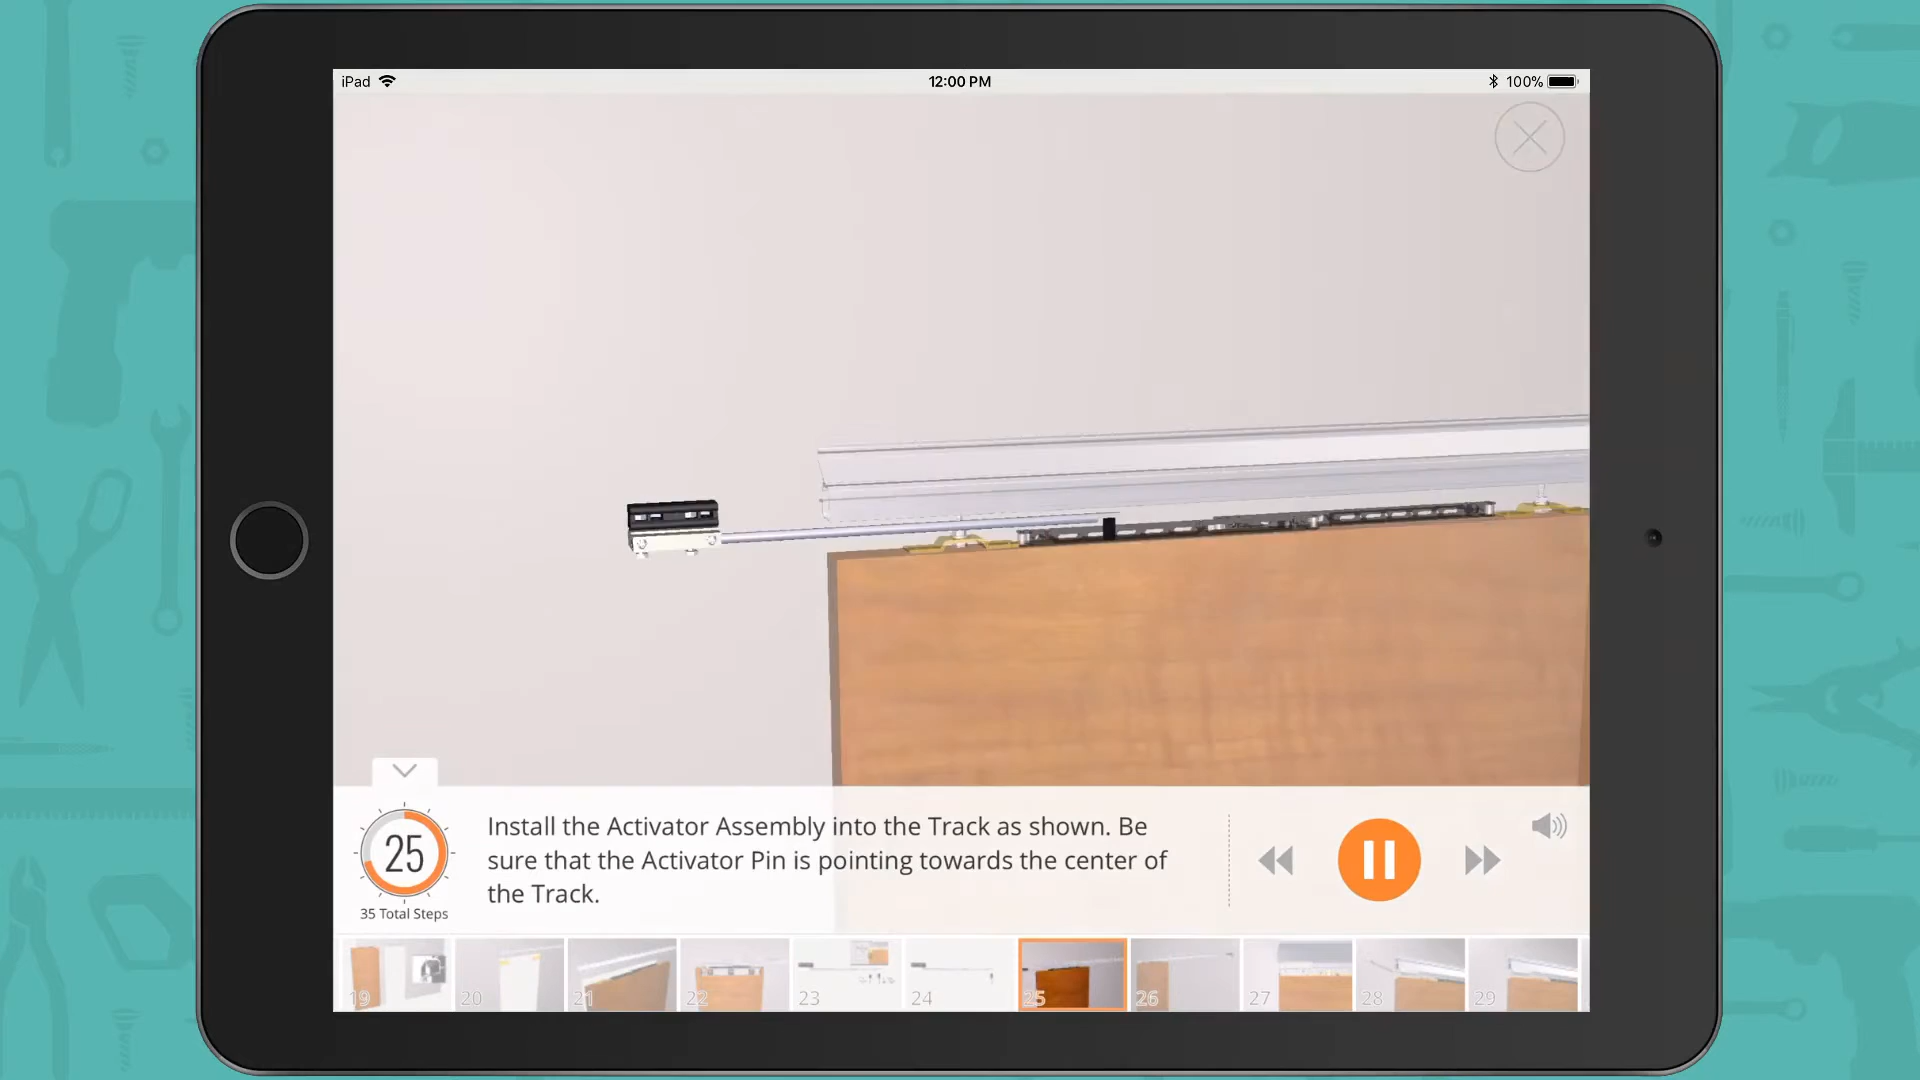 iPad
12:00 PM
100%
25
35 Total Steps
Install the Activator Assembly into the Track as shown. Be
sure that the Activator Pin is pointing towards the center of
the Track.
19
20
21
22
23
24
25
26
27
28
29